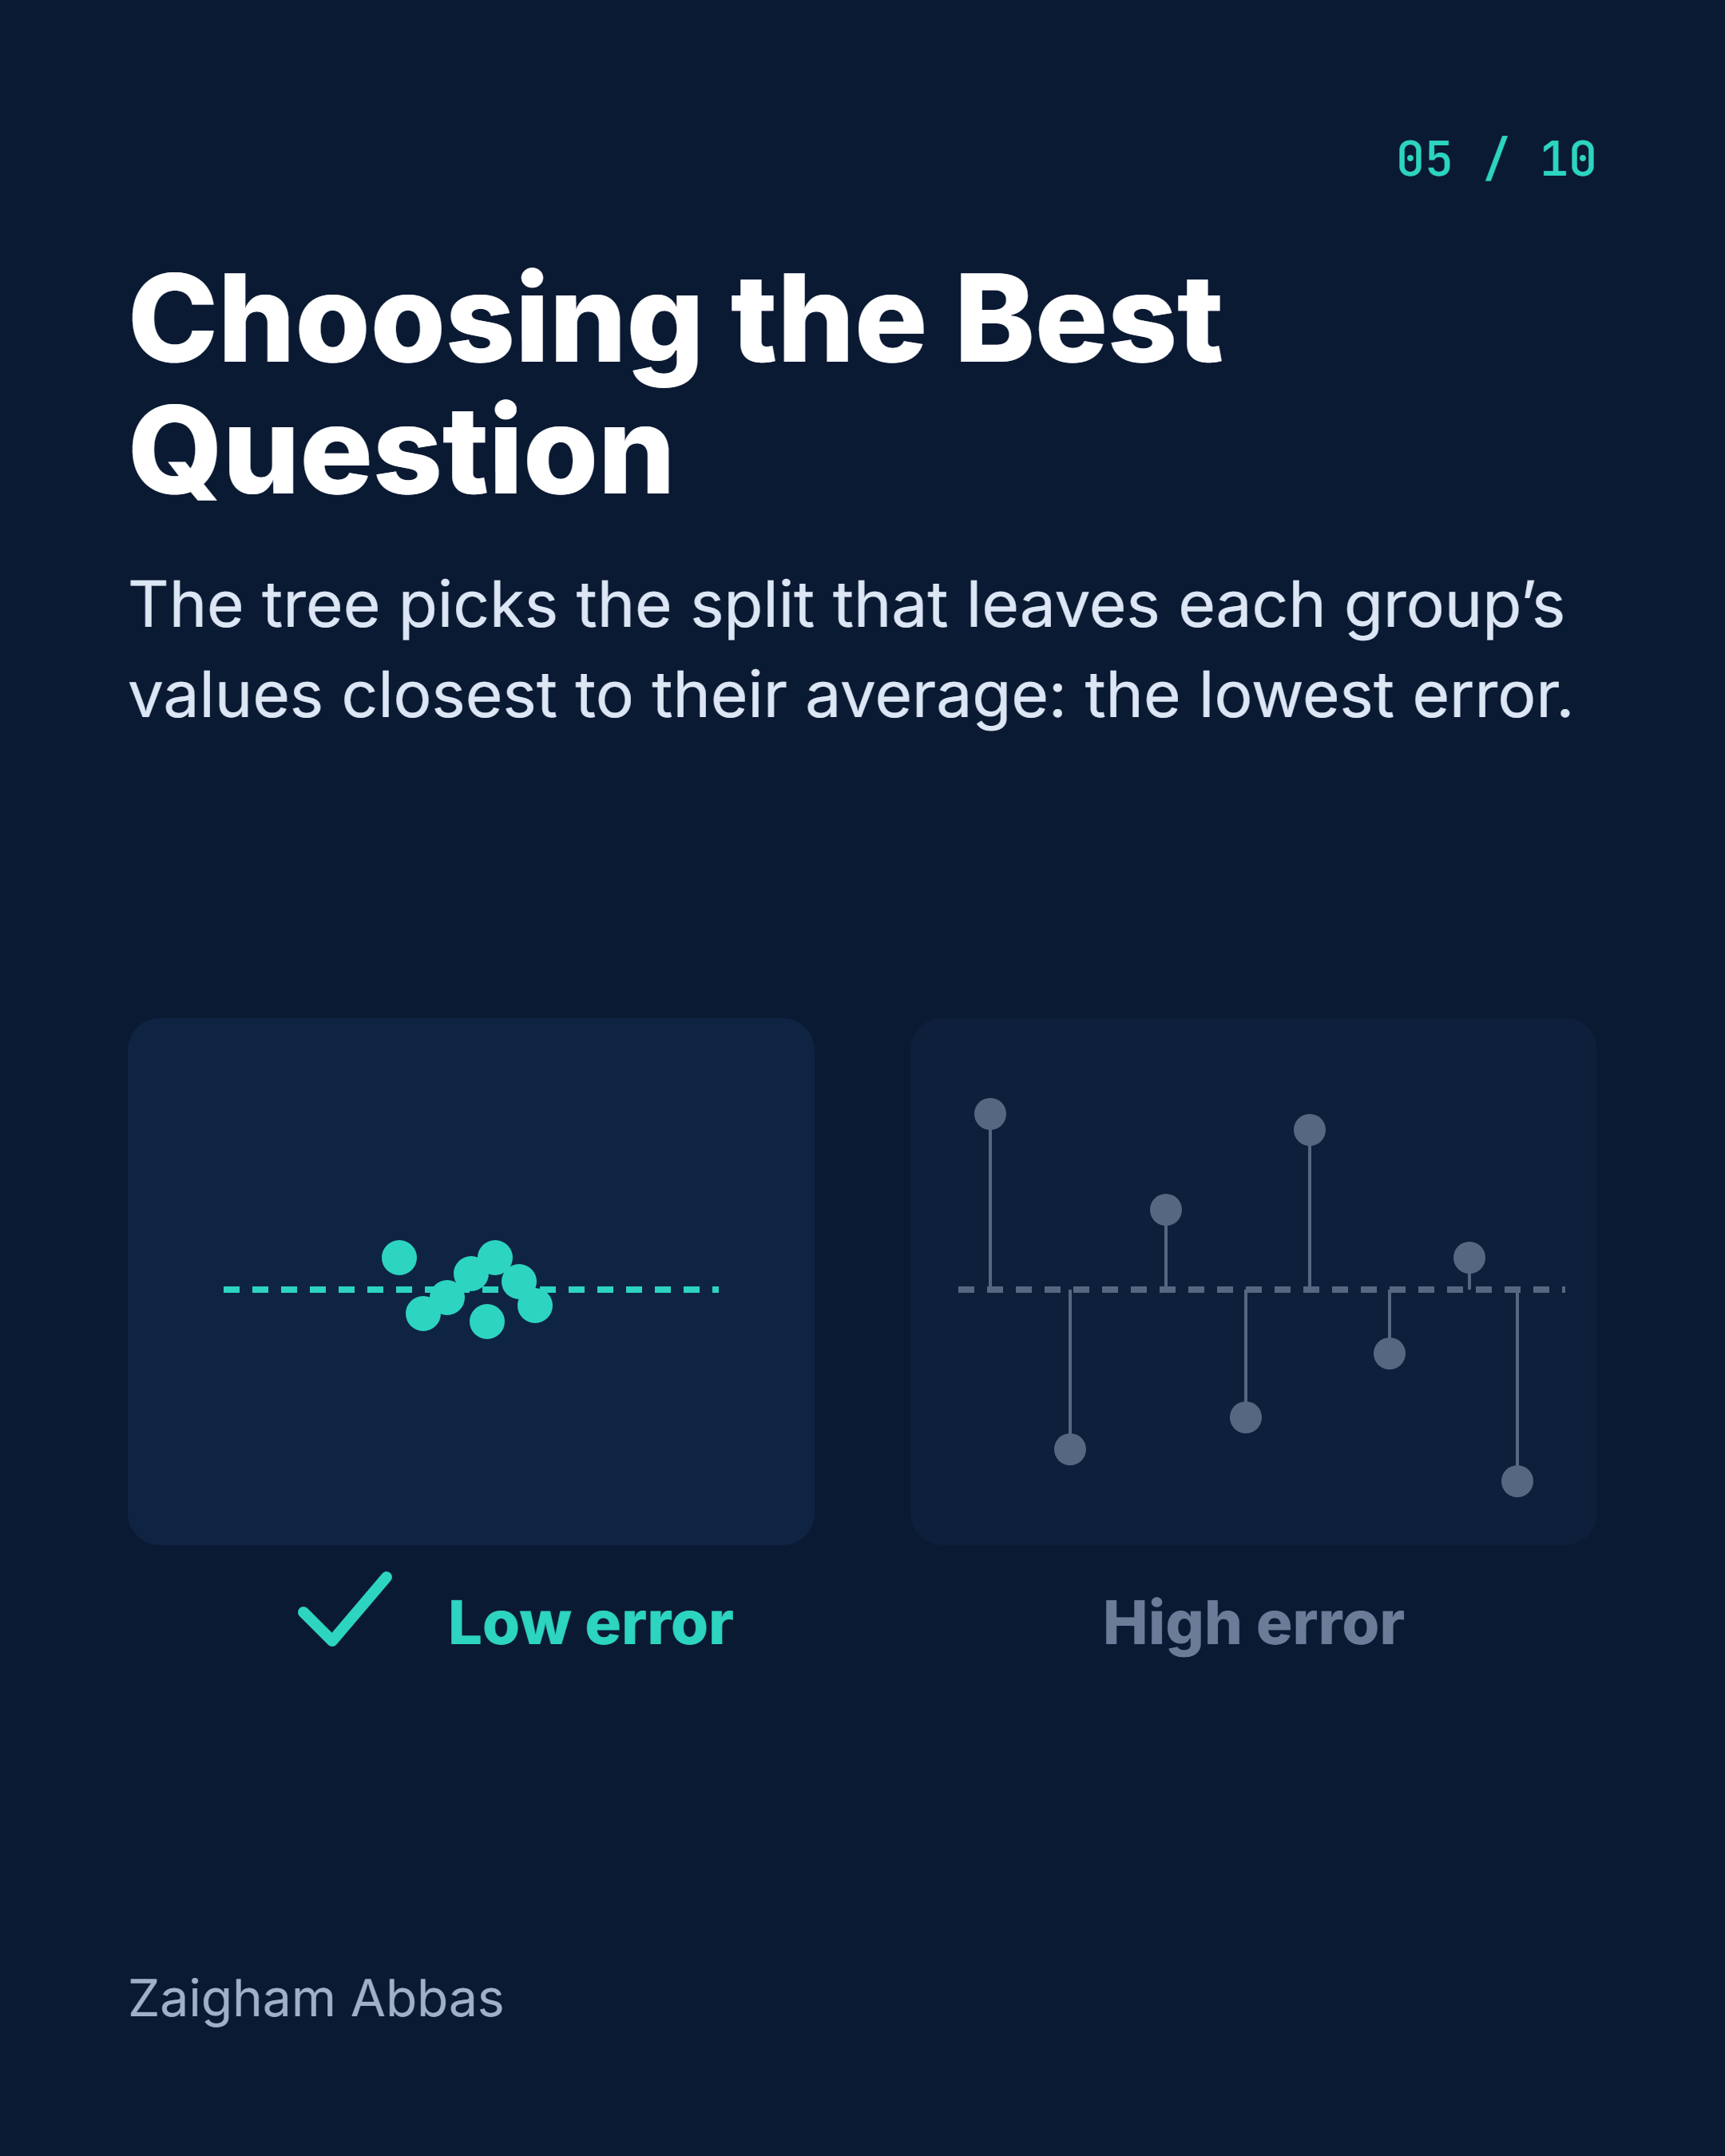 05 / 10
Choosing the Best
Question
The tree picks the split that leaves each group’s
values closest to their average: the lowest error.
Low error
High error
Zaigham Abbas